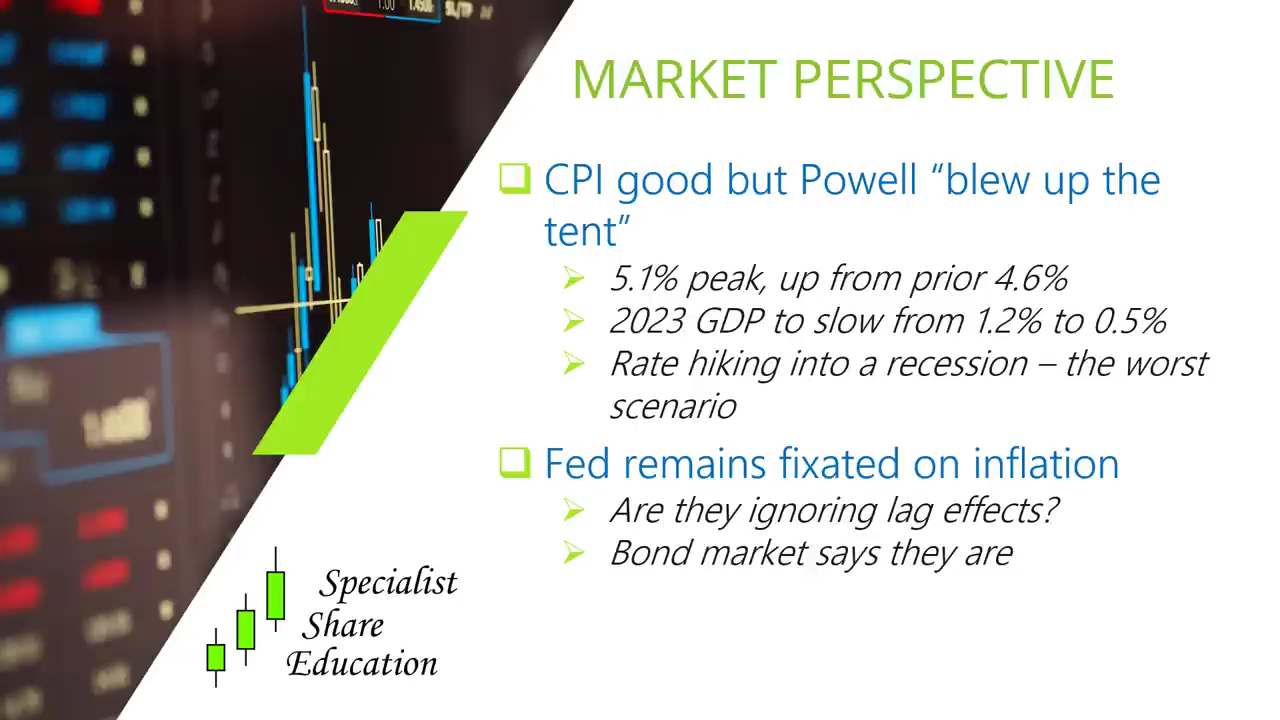 MARKET PERSPECTIVE
CPI good but Powell “blew up the
tent”
5.1% peak, up from prior 4.6%
2023 GDP to slow from 1.2% to 0.5%
Rate hiking into a recession – the worst
scenario
Fed remains fixated on inflation
Are they ignoring lag effects?
Bond market says they are
Specialist
Share
Education